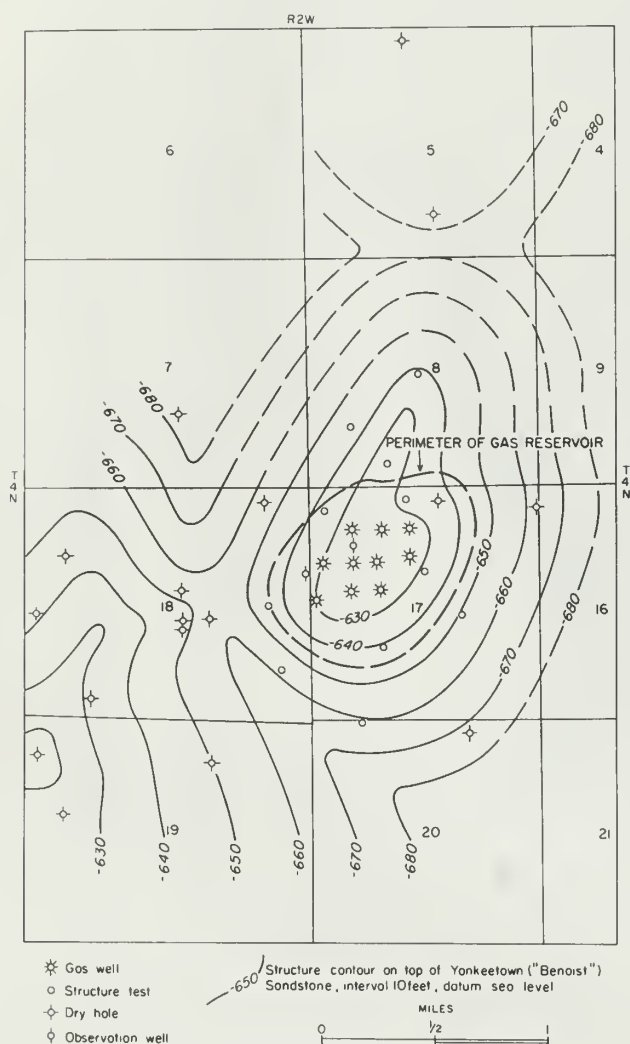 R2W
6
5
4
-670
-680
7
8
9
-680
-670
-660
PERIMETER OF GAS RESERVOIR
T
4
N
T
4
N
-650
-660
-630
-640
17
18
16
-680
-670
19
20
21
-630
-640
-650
-660
-670
-680
Gas well
Structure test
Dry hole
Observation well
-650
Structure contour on top of Yankeetown ("Benoist")
Sandstone, interval 10 feet, datum sea level
MILES
0 1/2 1